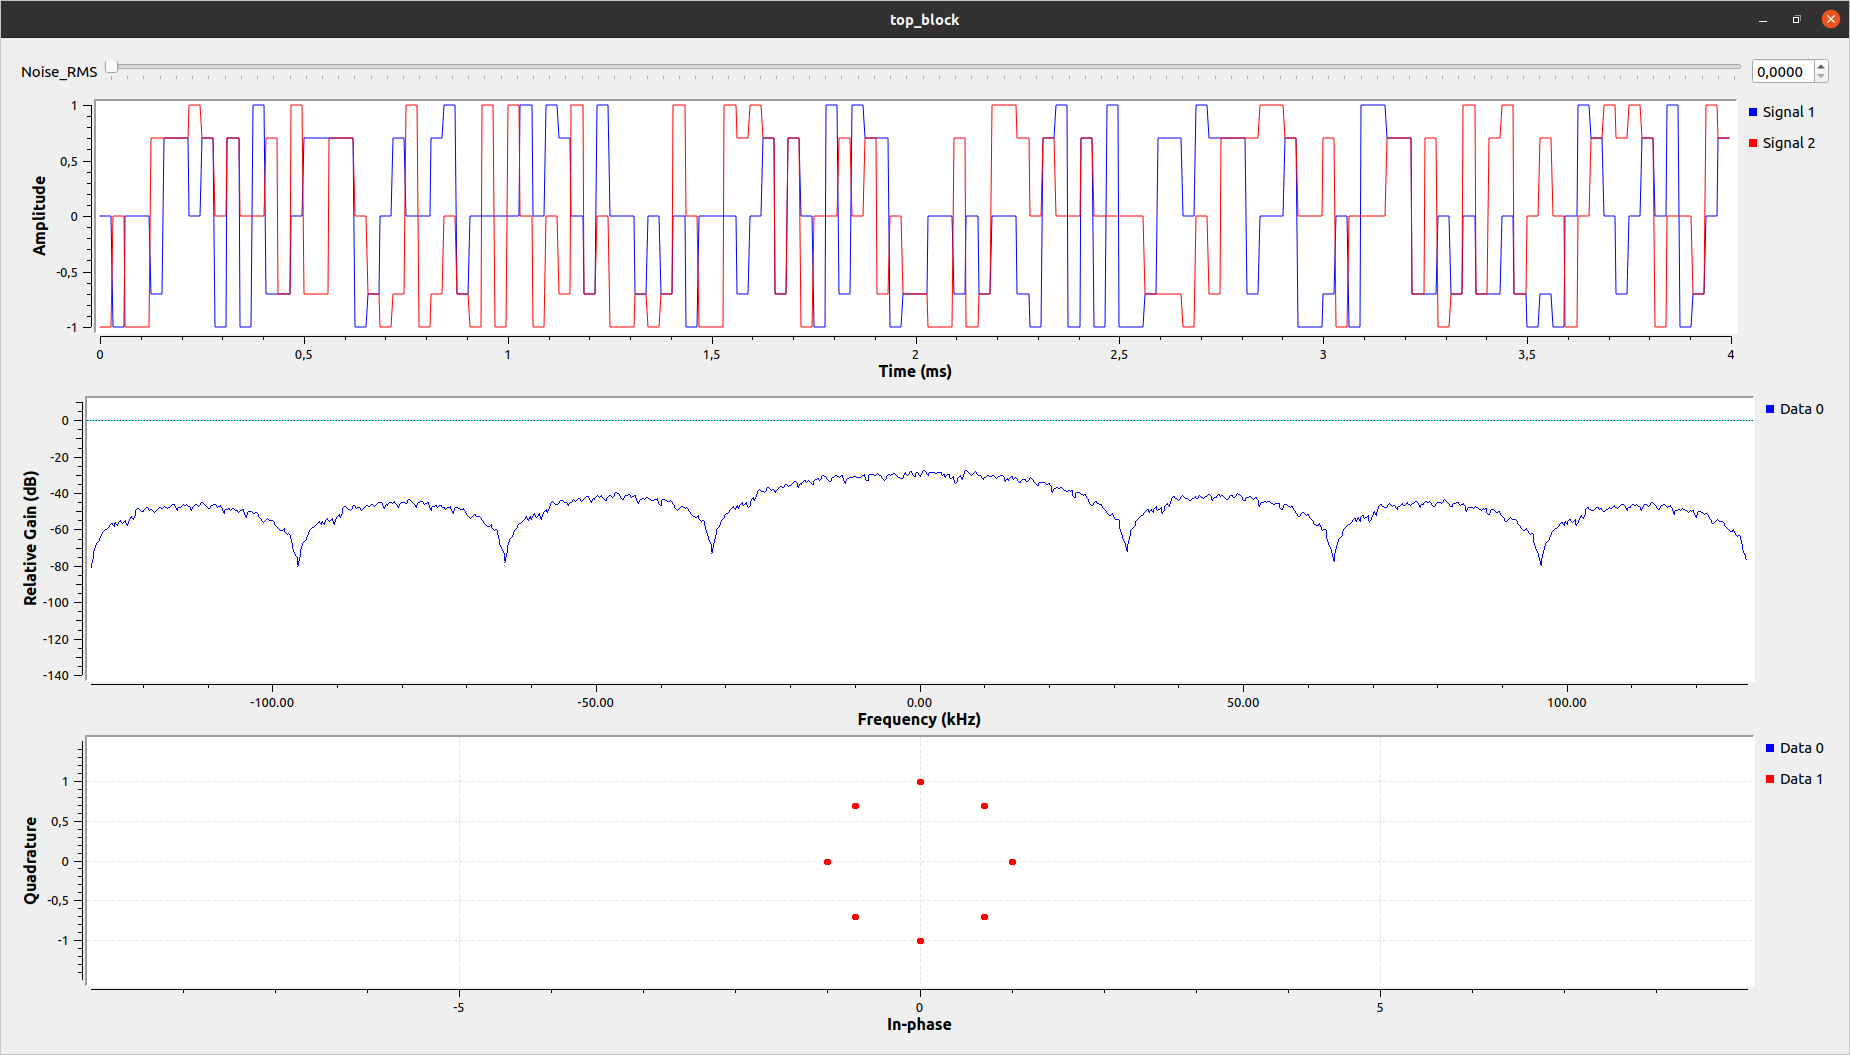 top_block
Noise_RMS
0,0000
Signal 1
Signal 2
Amplitude
1
0,5
0
-0,5
-1
0 0,5 1 1,5 2 2,5 3 3,5 4
Time (ms)
Data 0
Relative Gain (dB)
0
-20
-40
-60
-80
-100
-120
-140
-100.00 -50.00 0.00 50.00 100.00
Frequency (kHz)
Data 0
Data 1
Quadrature
1
0,5
0
-0,5
-1
-5 0 5
In-phase